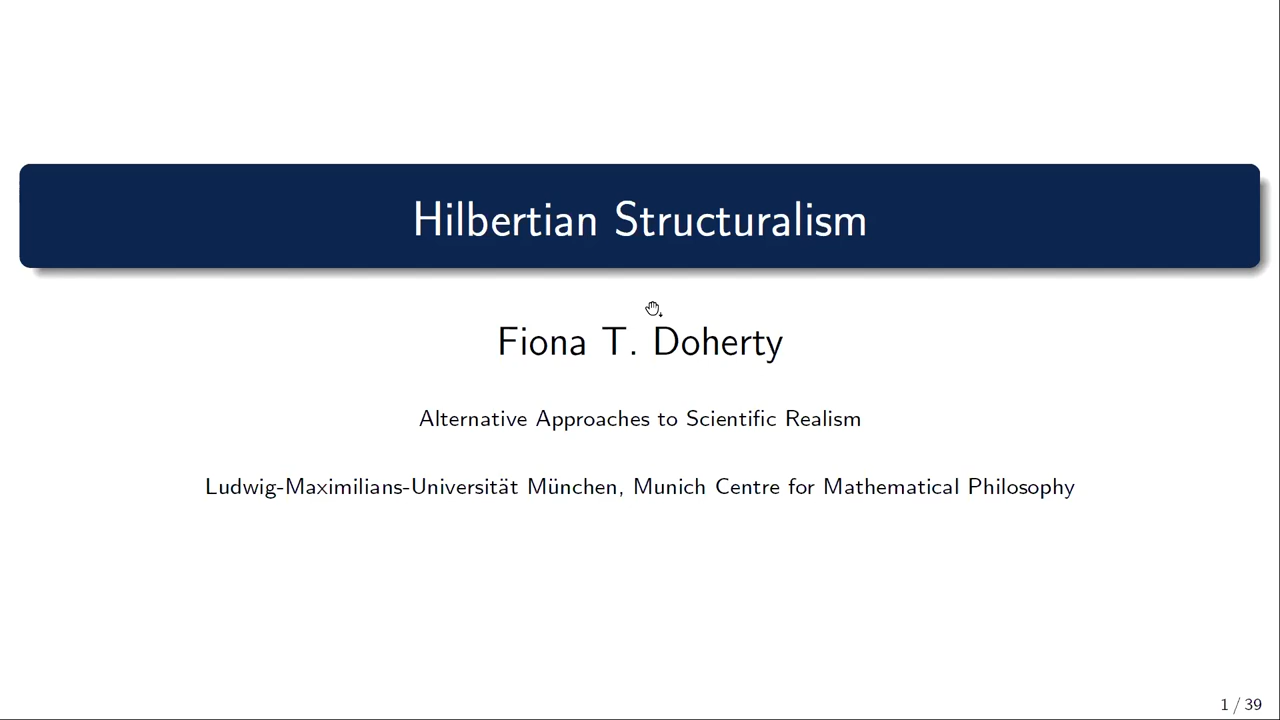 Hilbertian Structuralism
Fiona T. Doherty
Alternative Approaches to Scientific Realism
Ludwig-Maximilians-Universität München, Munich Centre for Mathematical Philosophy
1 / 39